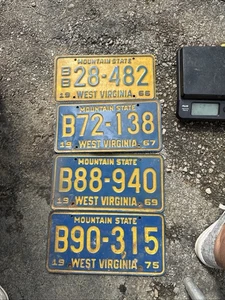 MOUNTAIN STATE
B
B 28-482
19 WEST VIRGINIA 66
MOUNTAIN STATE
B72-138
19 WEST VIRGINIA 67
MOUNTAIN STATE
B88-940
19 WEST VIRGINIA 69
MOUNTAIN STATE
B90-315
19 WEST VIRGINIA 75